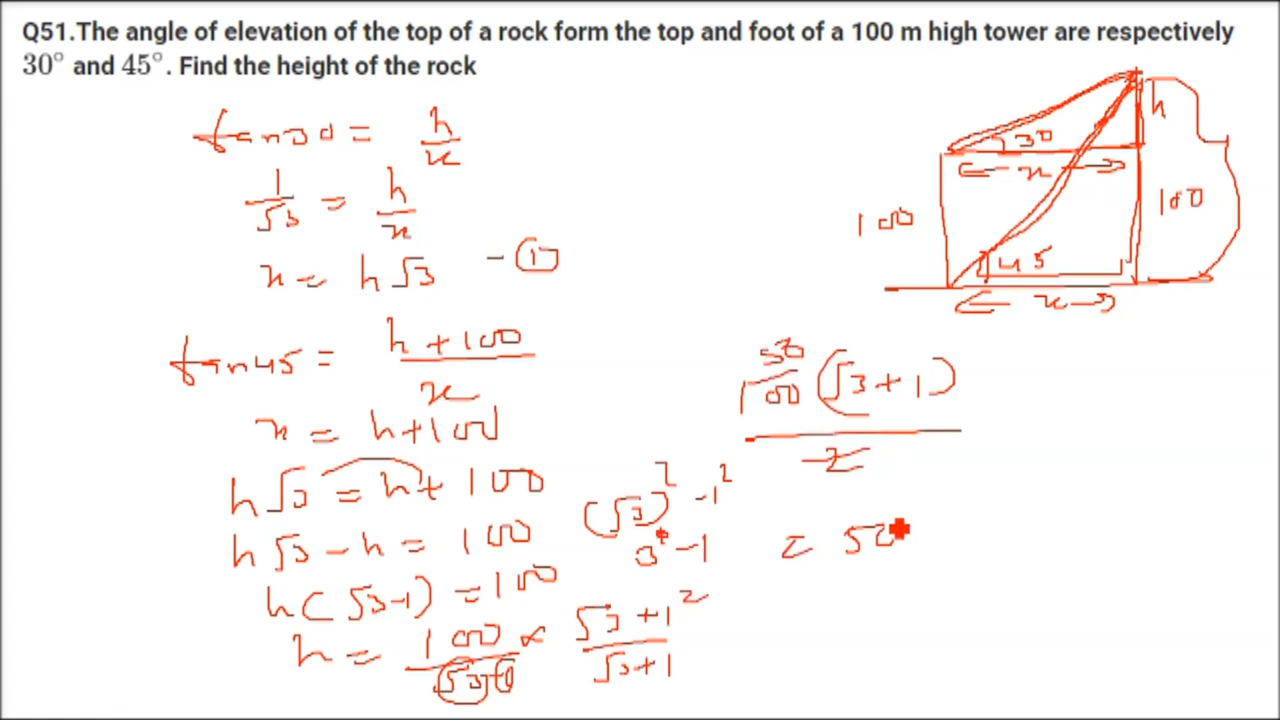 Q51.The angle of elevation of the top of a rock form the top and foot of a 100 m high tower are respectively
30° and 45°. Find the height of the rock
tan30 = h/x
1/√3 = h/x
x = h√3 - ①
tan45 = h+100/x
x = h+100
h√3 = h+ 100
h√3 - h = 100
h(√3-1) = 100
h = 100/√3-1 × √3+1/√3+1
(√3)² - 1²
3 - 1
50
100 (√3+1)
2
= 50
h
30
x
100
100
45
x